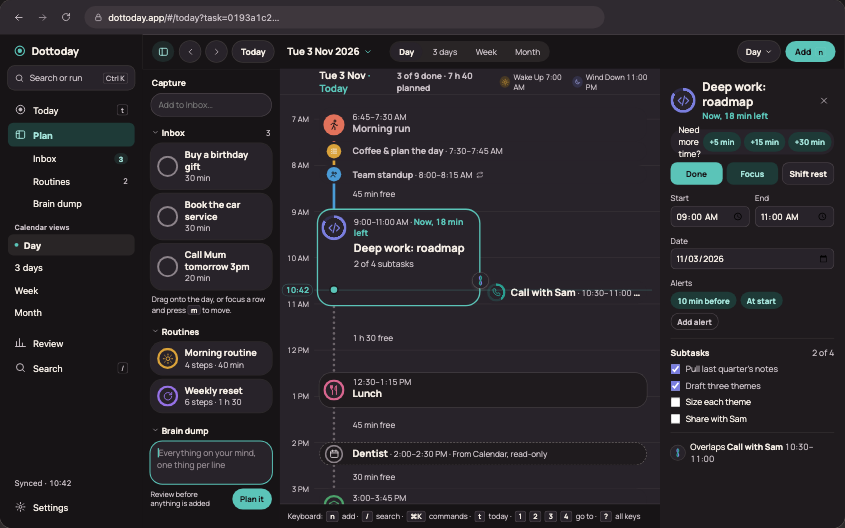 dottoday.app/#/today?task=0193a1c2...
Dottoday
Search or run
Ctrl K
Today
t
Plan
Inbox
3
Routines
2
Brain dump
Calendar views
Day
3 days
Week
Month
Review
Search
/
Synced · 10:42
Settings
Today
Tue 3 Nov 2026
Day
3 days
Week
Month
Day
Add n
Capture
Add to Inbox...
Inbox
3
Buy a birthday
gift
30 min
Book the car
service
30 min
Call Mum
tomorrow 3pm
20 min
Drag onto the day, or focus a row
and press m to move.
Routines
Morning routine
4 steps · 40 min
Weekly reset
6 steps · 1 h 30
Brain dump
Everything on your mind,
one thing per line
Review before
anything is added
Plan it
Tue 3 Nov ·
Today
3 of 9 done · 7 h 40
planned
Wake Up 7:00
AM
Wind Down 11:00
PM
7 AM
6:45–7:30 AM
Morning run
Coffee & plan the day · 7:30–7:45 AM
8 AM
Team standup · 8:00–8:15 AM
45 min free
9 AM
9:00–11:00 AM · Now, 18 min
left
Deep work: roadmap
2 of 4 subtasks
10 AM
10:42
Call with Sam · 10:30–11:00 ...
11 AM
1 h 30 free
12 PM
12:30–1:15 PM
Lunch
1 PM
45 min free
2 PM
Dentist · 2:00–2:30 PM · From Calendar, read-only
30 min free
3 PM
3:00–3:45 PM
Keyboard: n add · / search · ⌘K commands · t today · 1 2 3 4 go to · ? all keys
Deep work:
roadmap
Now, 18 min left
Need
more
time?
+5 min
+15 min
+30 min
Done
Focus
Shift rest
Start
End
09:00 AM
11:00 AM
Date
11/03/2026
Alerts
10 min before
At start
Add alert
Subtasks
2 of 4
Pull last quarter's notes
Draft three themes
Size each theme
Share with Sam
Overlaps Call with Sam 10:30–
11:00